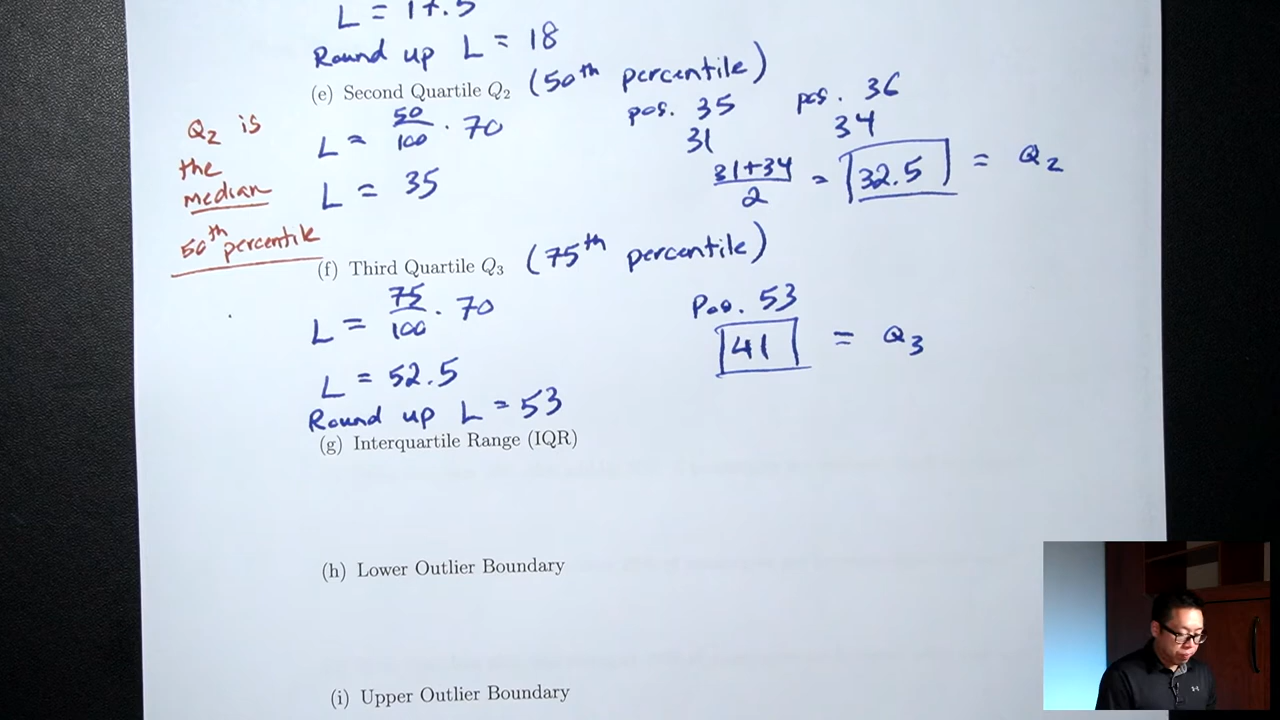 L = 17.5
Round up L = 18
(e) Second Quartile Q₂ (50th percentile)
Q₂ is
the
median
50th percentile
L = 50/100 · 70
L = 35
pos. 35
31
pos. 36
34
(31+34)/2 = 32.5 = Q₂
(f) Third Quartile Q₃ (75th percentile)
L = 75/100 · 70
L = 52.5
Round up L = 53
Pos. 53
41 = Q₃
(g) Interquartile Range (IQR)
(h) Lower Outlier Boundary
(i) Upper Outlier Boundary